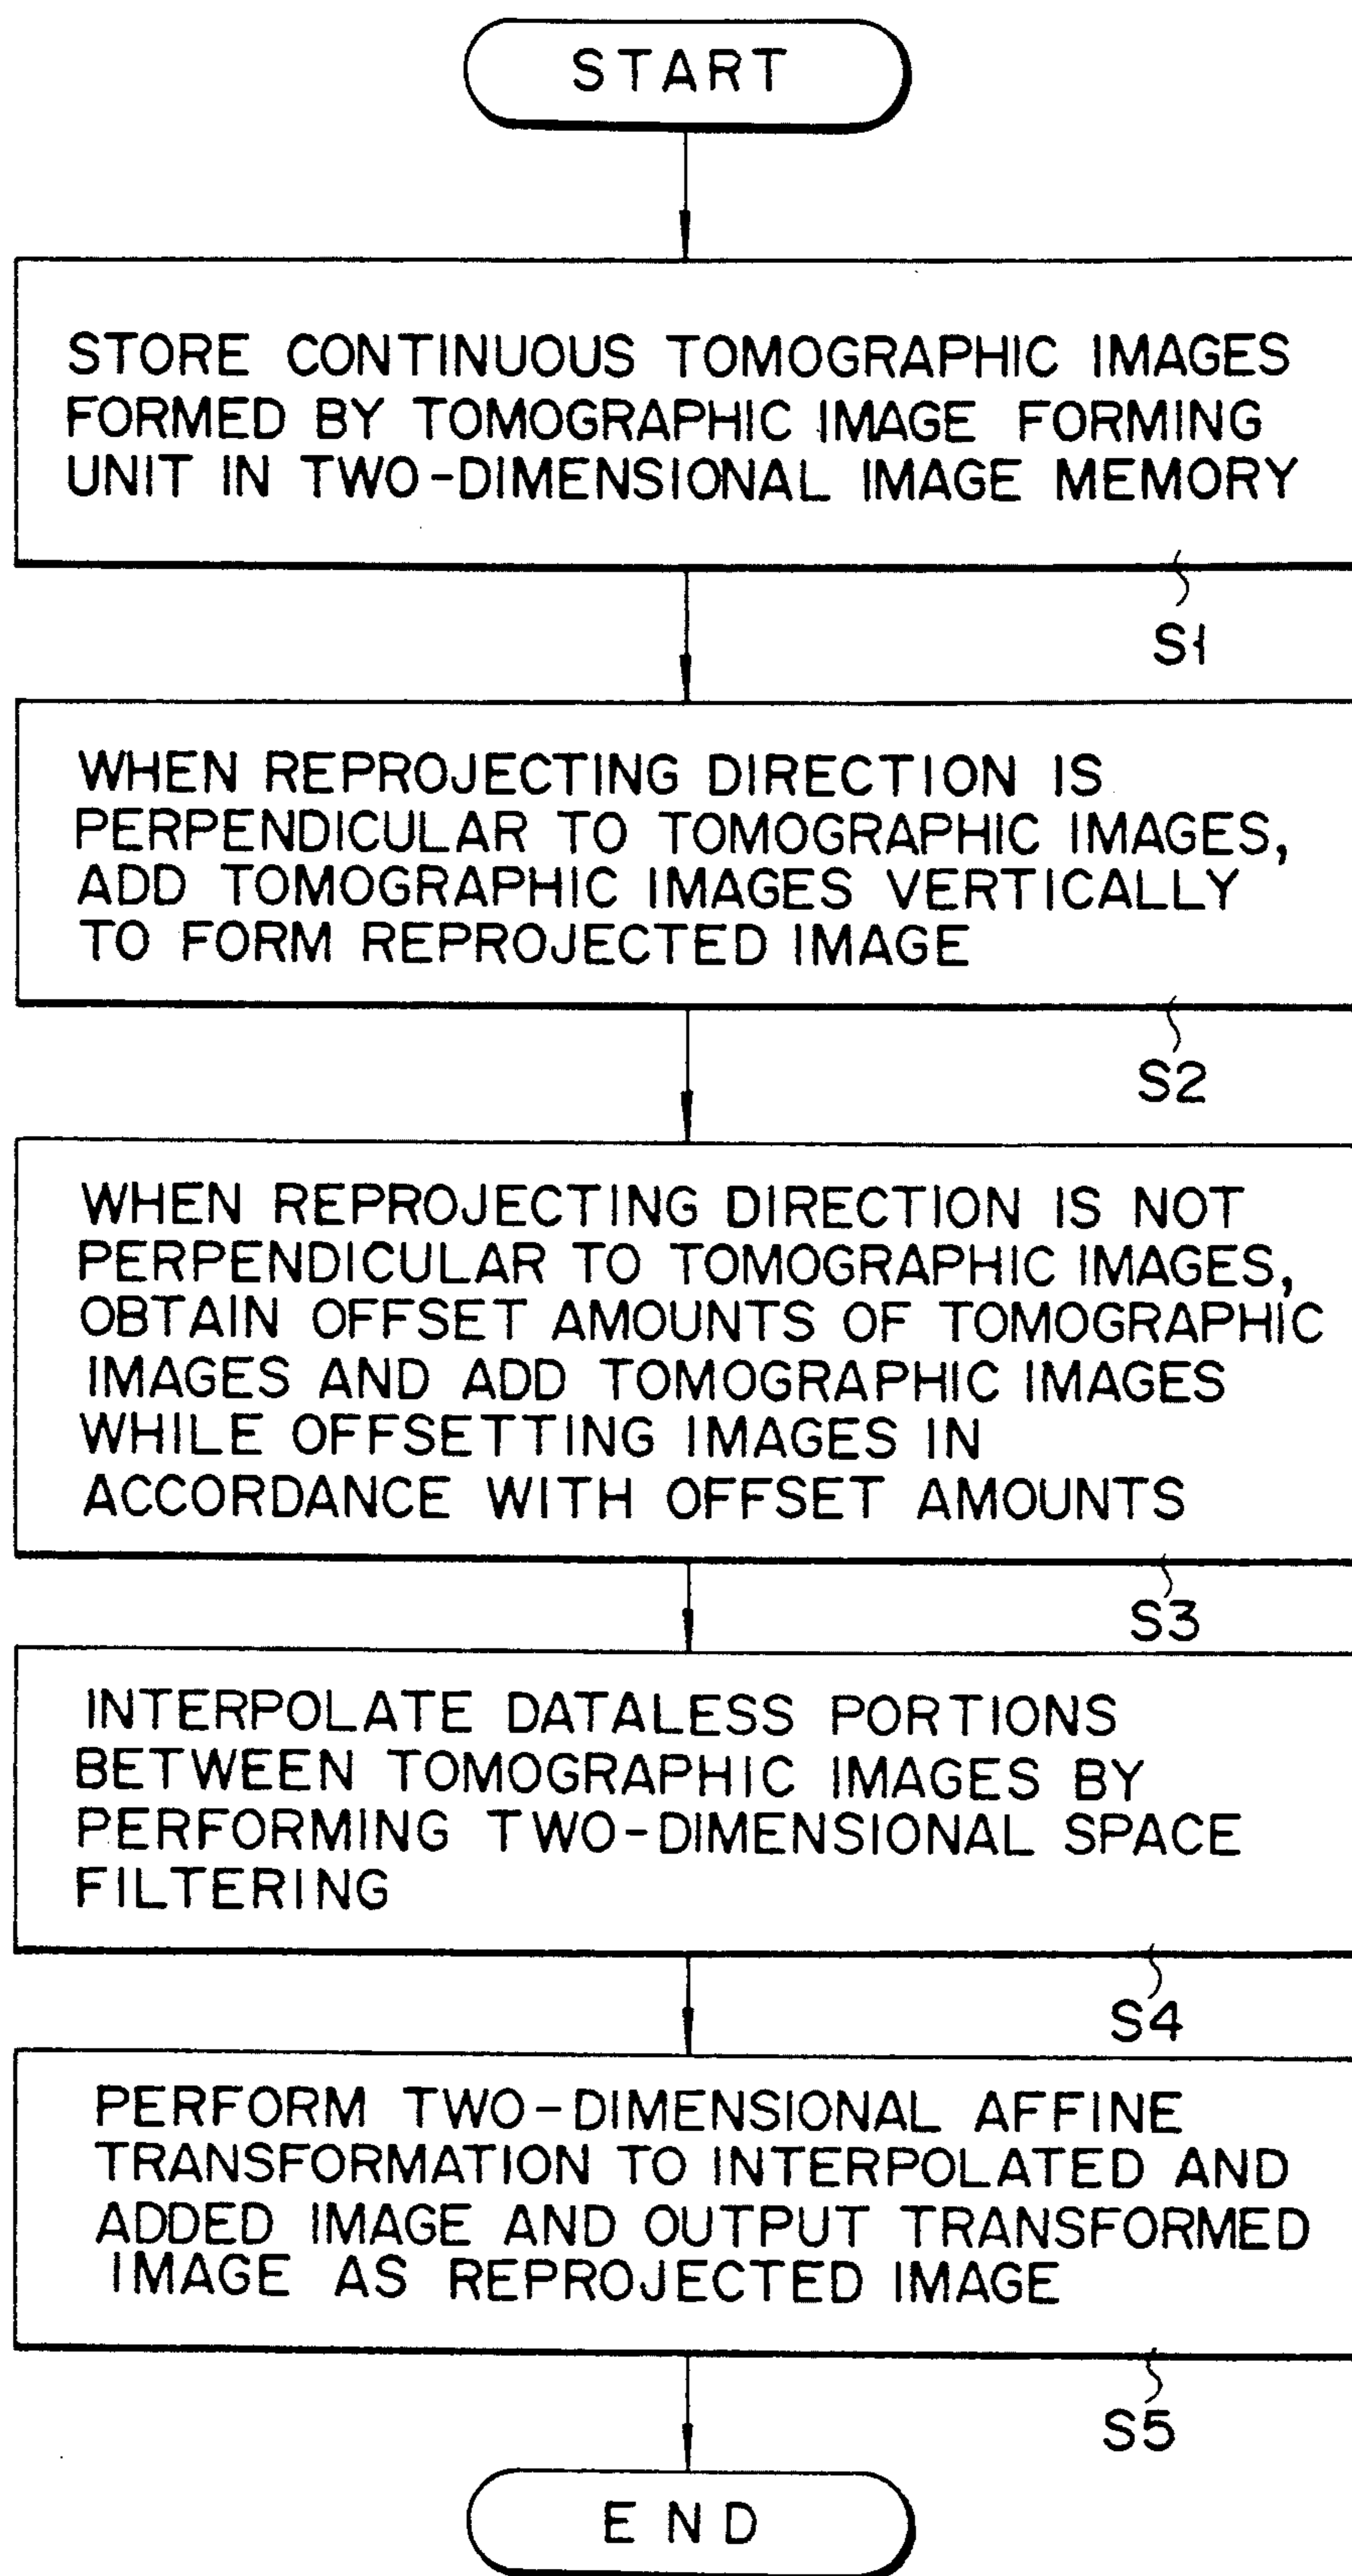 START
STORE CONTINUOUS TOMOGRAPHIC IMAGES
FORMED BY TOMOGRAPHIC IMAGE FORMING
UNIT IN TWO-DIMENSIONAL IMAGE MEMORY
S1
WHEN REPROJECTING DIRECTION IS
PERPENDICULAR TO TOMOGRAPHIC IMAGES,
ADD TOMOGRAPHIC IMAGES VERTICALLY
TO FORM REPROJECTED IMAGE
S2
WHEN REPROJECTING DIRECTION IS NOT
PERPENDICULAR TO TOMOGRAPHIC IMAGES,
OBTAIN OFFSET AMOUNTS OF TOMOGRAPHIC
IMAGES AND ADD TOMOGRAPHIC IMAGES
WHILE OFFSETTING IMAGES IN
ACCORDANCE WITH OFFSET AMOUNTS
S3
INTERPOLATE DATALESS PORTIONS
BETWEEN TOMOGRAPHIC IMAGES BY
PERFORMING TWO-DIMENSIONAL SPACE
FILTERING
S4
PERFORM TWO-DIMENSIONAL AFFINE
TRANSFORMATION TO INTERPOLATED AND
ADDED IMAGE AND OUTPUT TRANSFORMED
IMAGE AS REPROJECTED IMAGE
S5
END